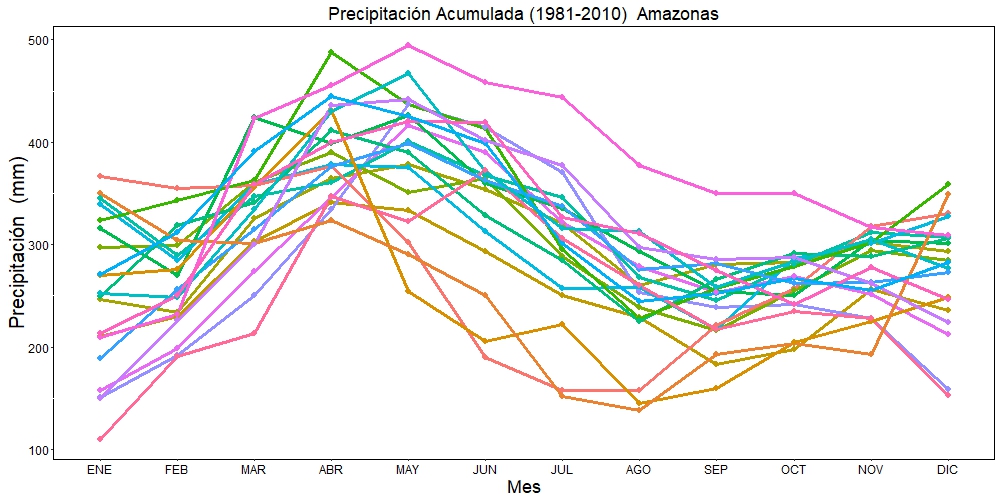 Precipitación Acumulada (1981-2010)  Amazonas
500
400
300
200
100
Precipitación  (mm)
ENE FEB MAR ABR MAY JUN JUL AGO SEP OCT NOV DIC
Mes